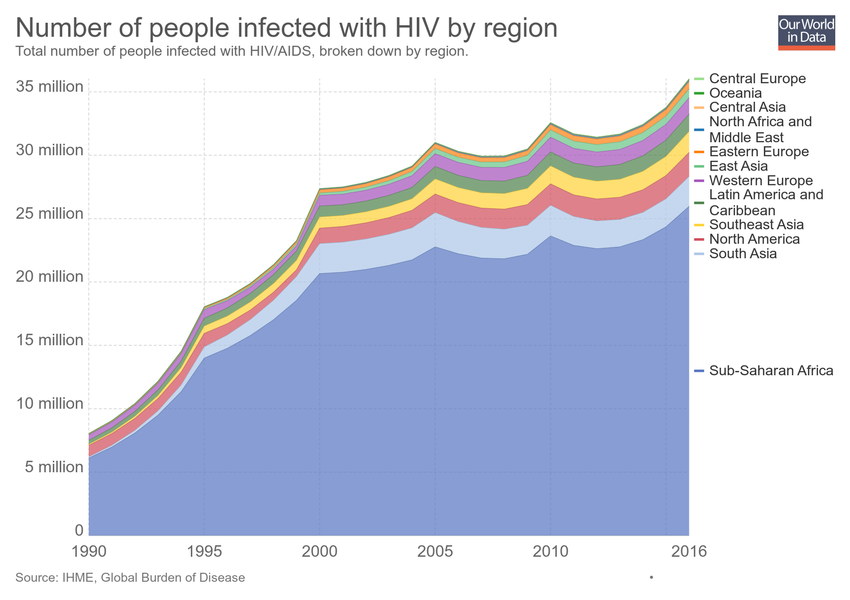 Number of people infected with HIV by region
Total number of people infected with HIV/AIDS, broken down by region.
Our World
in Data
35 million
30 million
25 million
20 million
15 million
10 million
5 million
0
1990
1995
2000
2005
2010
2016
Central Europe
Oceania
Central Asia
North Africa and
Middle East
Eastern Europe
East Asia
Western Europe
Latin America and
Caribbean
Southeast Asia
North America
South Asia
Sub-Saharan Africa
Source: IHME, Global Burden of Disease